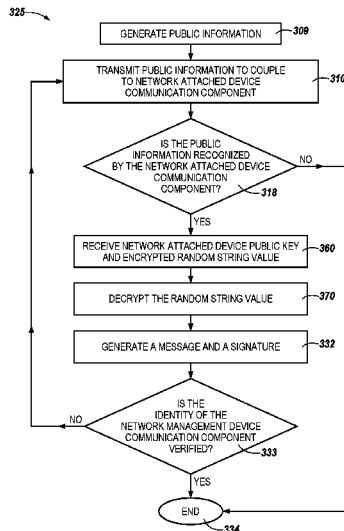 325
GENERATE PUBLIC INFORMATION
309
TRANSMIT PUBLIC INFORMATION TO COUPLE
TO NETWORK ATTACHED DEVICE
COMMUNICATION COMPONENT
310
IS THE PUBLIC
INFORMATION RECOGNIZED
BY THE NETWORK ATTACHED DEVICE
COMMUNICATION
COMPONENT?
318
NO
YES
RECEIVE NETWORK ATTACHED DEVICE PUBLIC KEY
AND ENCRYPTED RANDOM STRING VALUE
360
DECRYPT THE RANDOM STRING VALUE
370
GENERATE A MESSAGE AND A SIGNATURE
332
IS THE
IDENTITY OF THE
NETWORK MANAGEMENT DEVICE
COMMUNICATION COMPONENT
VERIFIED?
333
NO
YES
END
334